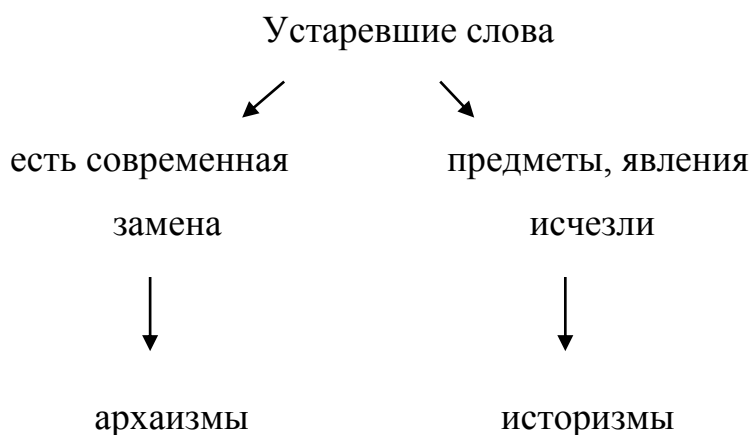 Устаревшие слова
есть современная
замена
предметы, явления
исчезли
архаизмы
историзмы